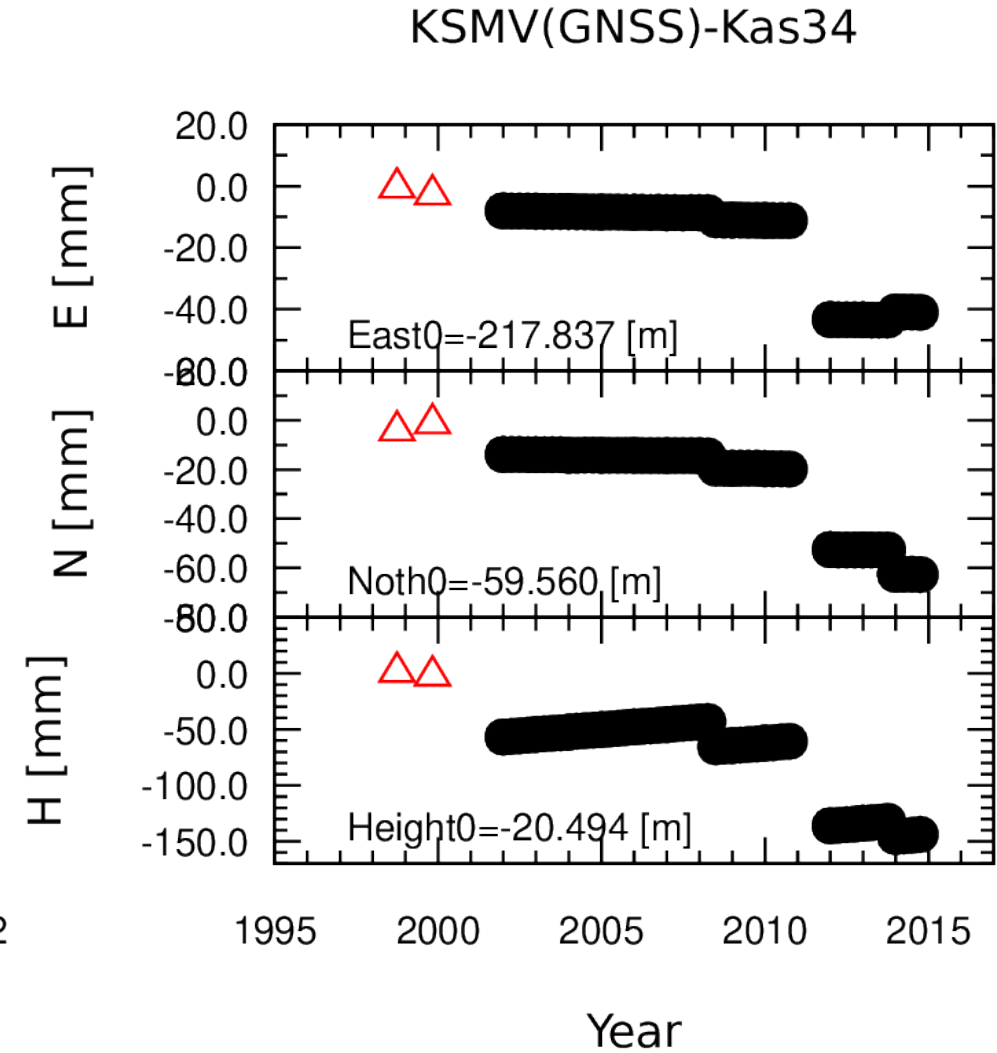 KSMV(GNSS)-Kas34
E [mm]
20.0
0.0
-20.0
-40.0
East0=-217.837 [m]
N [mm]
0.0
-20.0
-40.0
-60.0
Noth0=-59.560 [m]
H [mm]
0.0
-50.0
-100.0
-150.0
Height0=-20.494 [m]
1995 2000 2005 2010 2015
Year